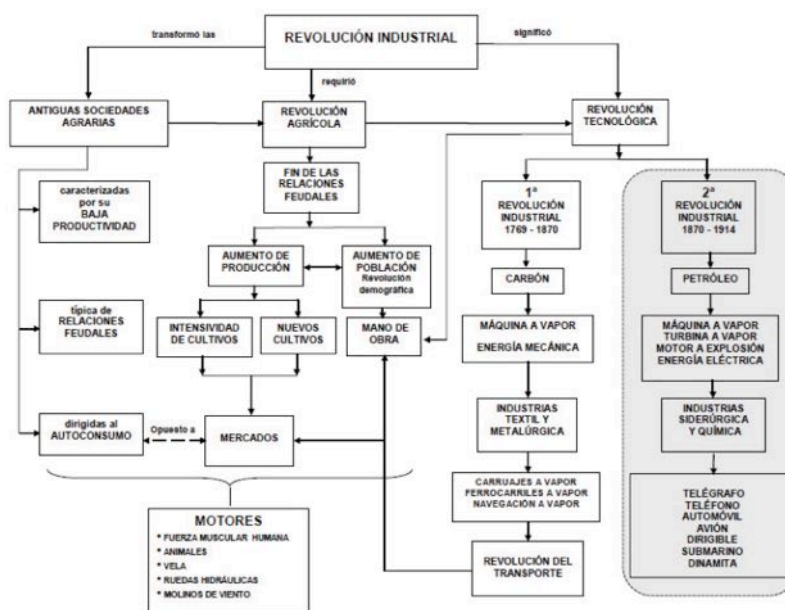 REVOLUCIÓN INDUSTRIAL
transformó las
significó
requirió
ANTIGUAS SOCIEDADES
AGRARIAS
REVOLUCIÓN
AGRÍCOLA
REVOLUCIÓN
TECNOLÓGICA
caracterizadas
por su
BAJA
PRODUCTIVIDAD
FIN DE LAS
RELACIONES
FEUDALES
1ª
REVOLUCIÓN
INDUSTRIAL
1769 - 1870
2ª
REVOLUCIÓN
INDUSTRIAL
1870 - 1914
AUMENTO DE
PRODUCCIÓN
AUMENTO DE
POBLACIÓN
Revolución
demográfica
CARBÓN
PETRÓLEO
típica de
RELACIONES
FEUDALES
INTENSIVIDAD
DE CULTIVOS
NUEVOS
CULTIVOS
MANO DE
OBRA
MÁQUINA A VAPOR
ENERGÍA MECÁNICA
MÁQUINA A VAPOR
TURBINA A VAPOR
MOTOR A EXPLOSIÓN
ENERGÍA ELÉCTRICA
dirigidas al
AUTOCONSUMO
Opuesto a
MERCADOS
INDUSTRIAS
TEXTIL Y
METALÚRGICA
INDUSTRIAS
SIDERÚRGICA
Y QUÍMICA
CARRUAJES A VAPOR
FERROCARRILES A VAPOR
NAVEGACIÓN A VAPOR
TELÉGRAFO
TELÉFONO
AUTOMÓVIL
AVIÓN
DIRIGIBLE
SUBMARINO
DINAMITA
MOTORES
* FUERZA MUSCULAR HUMANA
* ANIMALES
* VELA
* RUEDAS HIDRÁULICAS
* MOLINOS DE VIENTO
REVOLUCIÓN DEL
TRANSPORTE